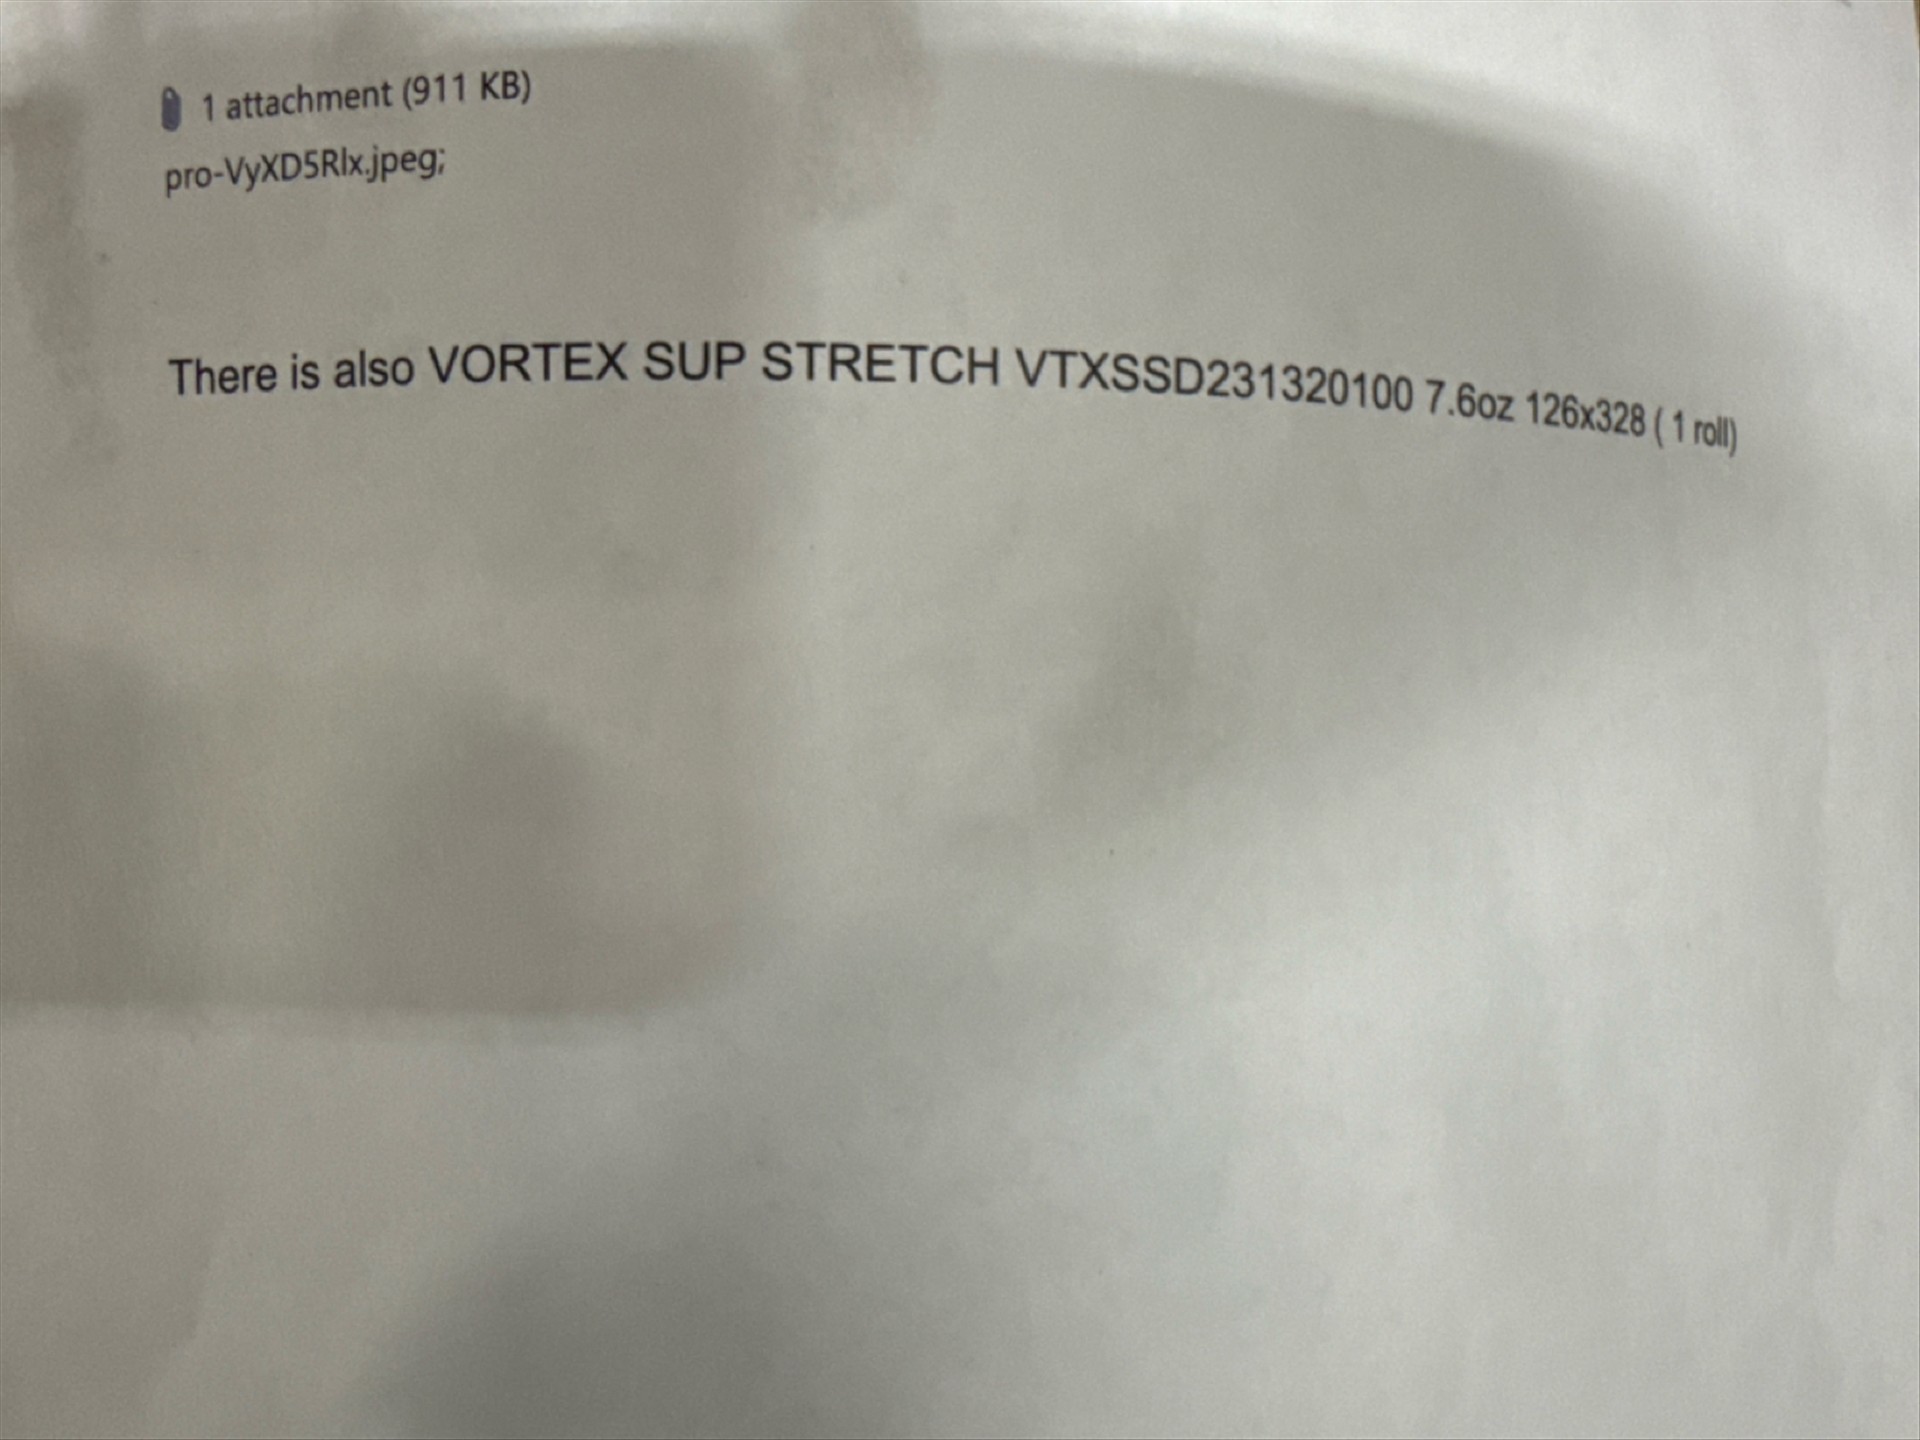 1 attachment (911 KB)
pro-VyXD5Rlx.jpeg;
There is also VORTEX SUP STRETCH VTXSSD231320100 7.6oz 126x328 ( 1 roll)